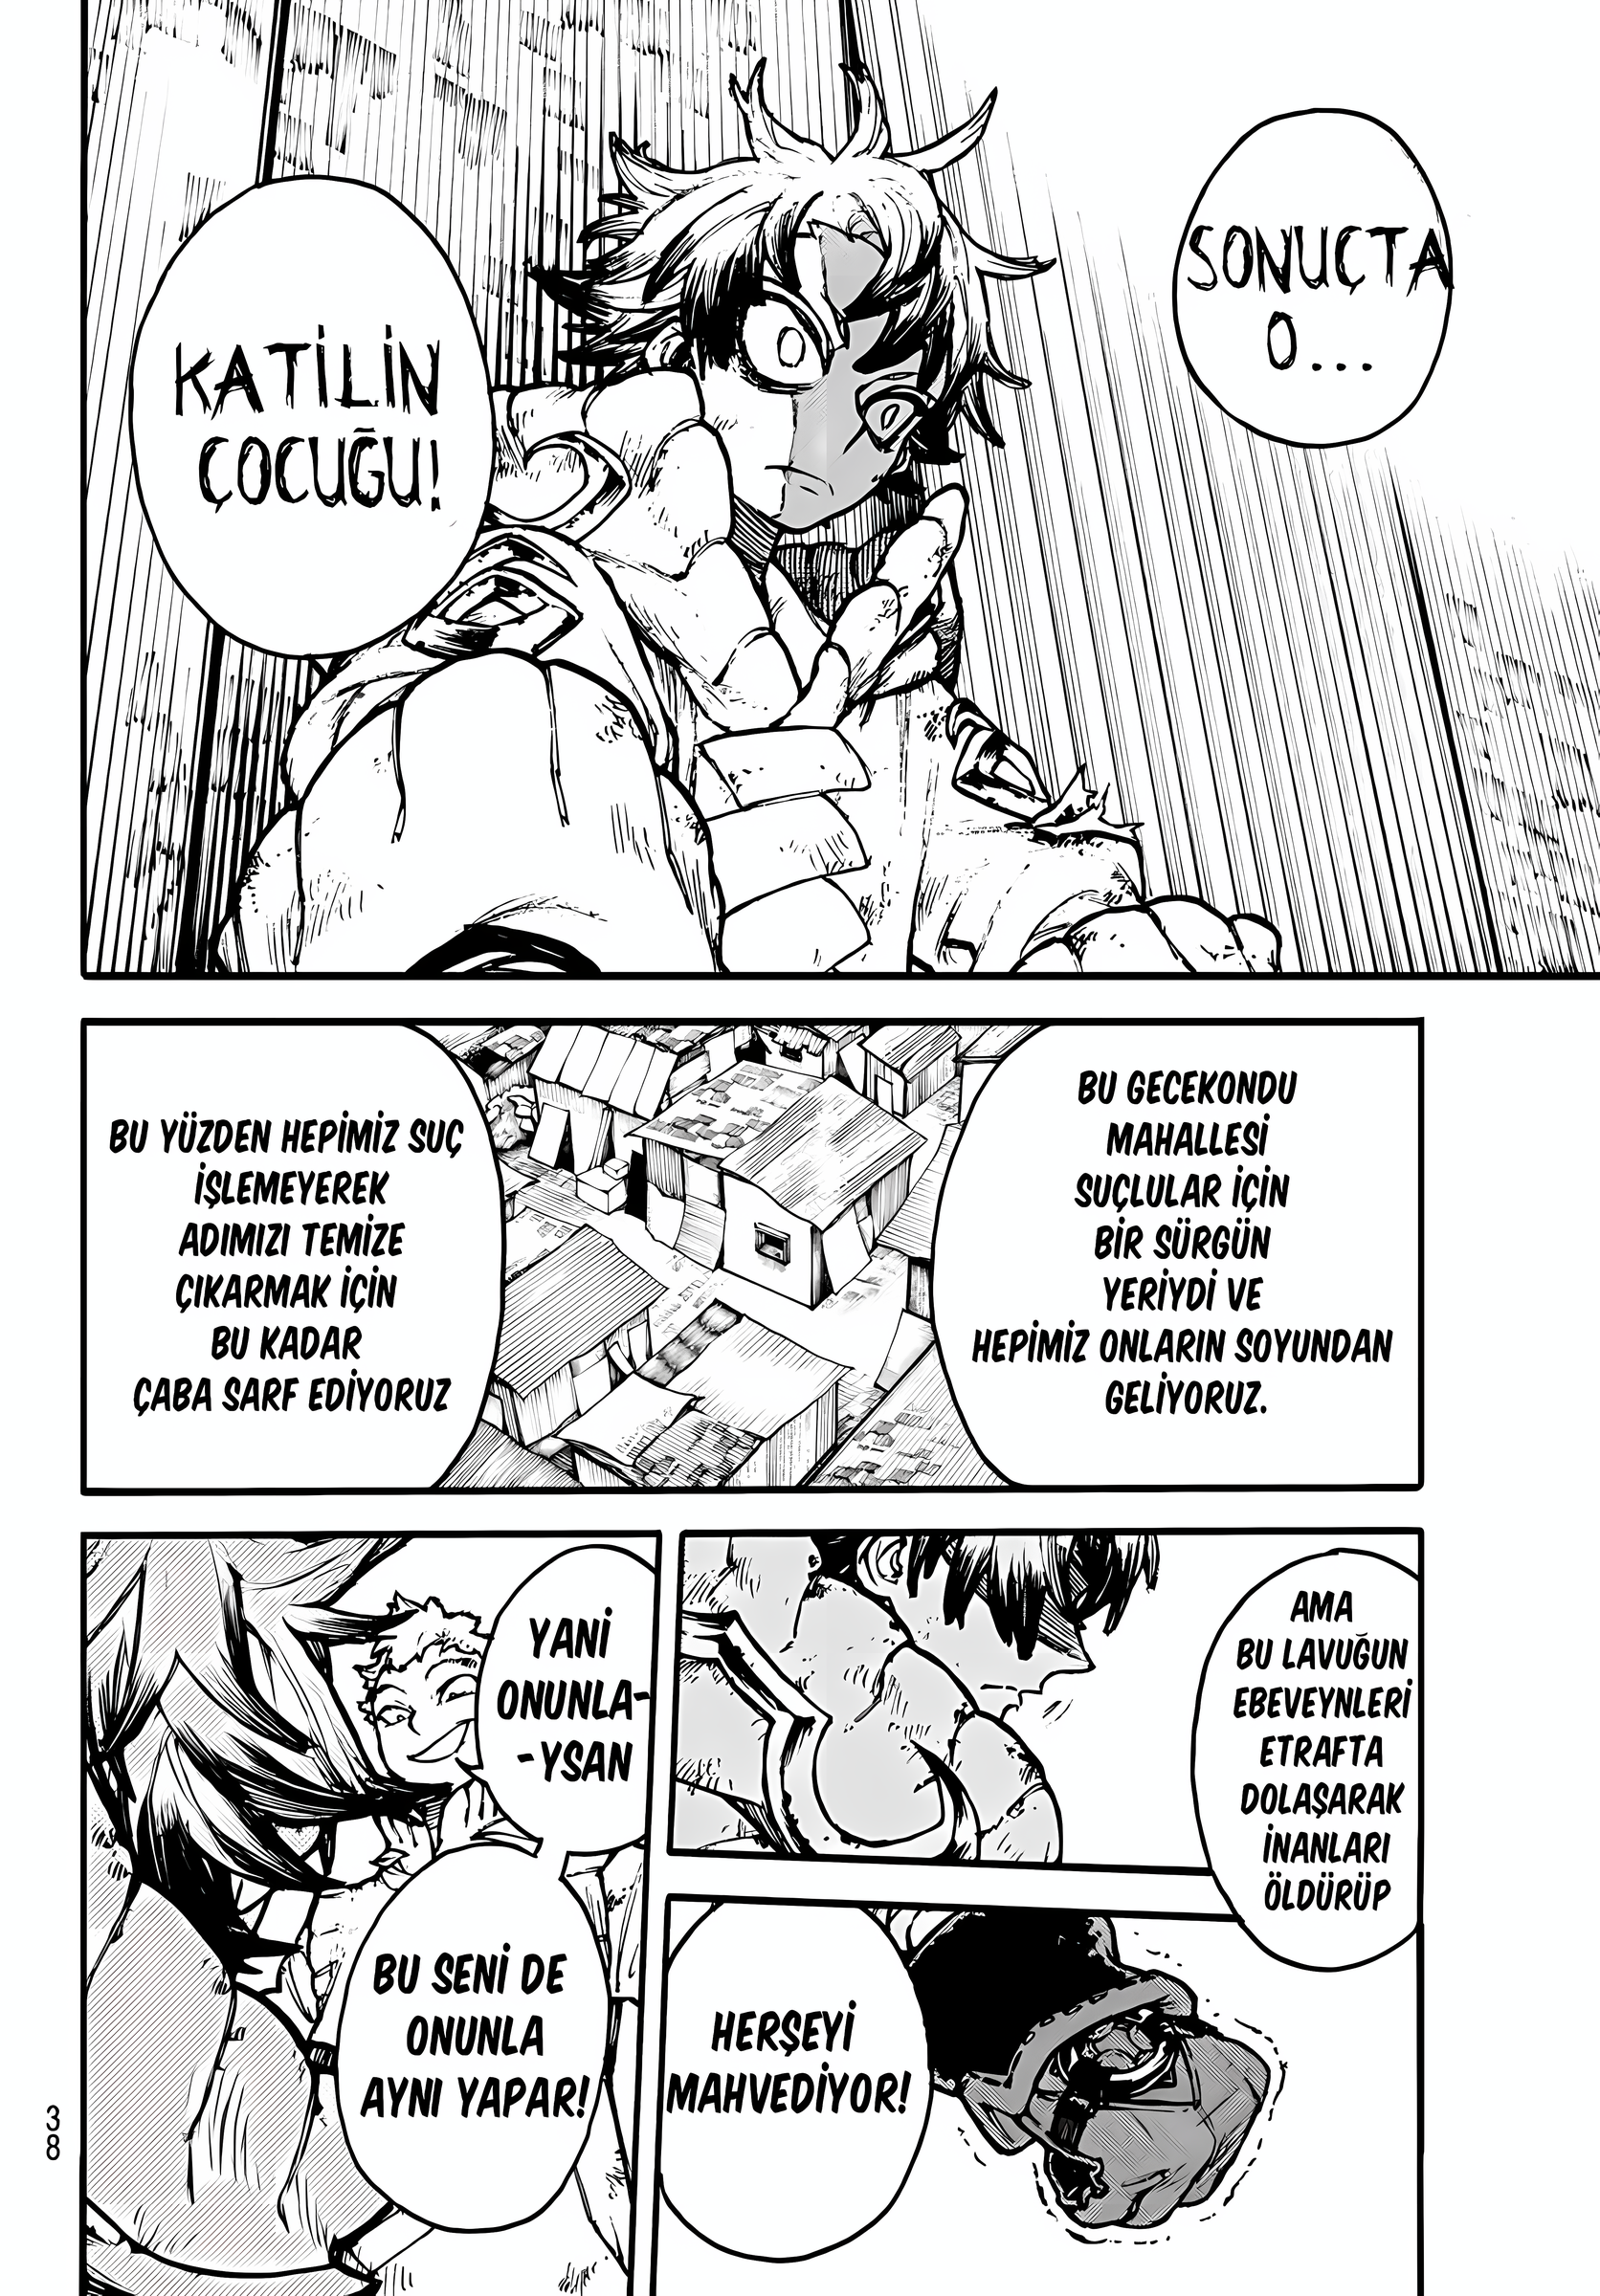 SONUÇTA
O...
KATİLİN
ÇOCUĞU!
BU GECEKONDU
MAHALLESİ
SUÇLULAR İÇİN
BİR SÜRGÜN
YERİYDİ VE
HEPİMİZ ONLARIN SOYUNDAN
GELİYORUZ.
BU YÜZDEN HEPİMİZ SUÇ
İŞLEMEYEREK
ADIMIZI TEMİZE
ÇIKARMAK İÇİN
BU KADAR
ÇABA SARF EDİYORUZ
AMA
BU LAVUĞUN
EBEVEYNLERİ
ETRAFTA
DOLAŞARAK
İNANLARI
ÖLDÜRÜP
HERŞEYİ
MAHVEDİYOR!
YANİ
ONUNLA-
-YSAN
BU SENİ DE
ONUNLA
AYNI YAPAR!
38